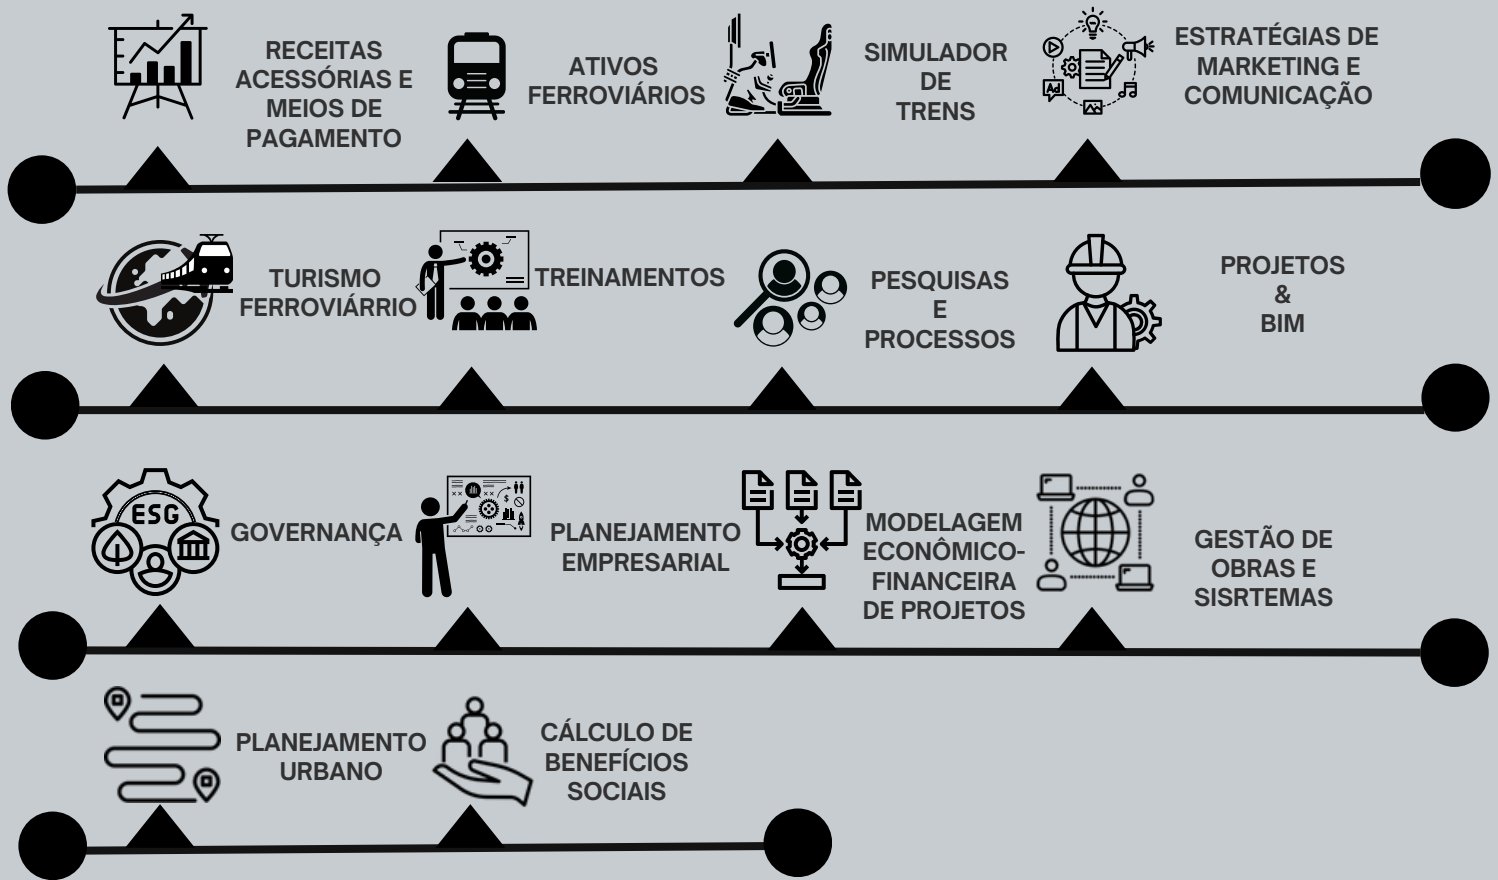 RECEITAS
ACESSÓRIAS E
MEIOS DE
PAGAMENTO
ATIVOS
FERROVIÁRIOS
SIMULADOR
DE
TRENS
ESTRATÉGIAS DE
MARKETING E
COMUNICAÇÃO
Ad
TURISMO
FERROVIÁRRIO
TREINAMENTOS
PESQUISAS
E
PROCESSOS
PROJETOS
&
BIM
ESG
GOVERNANÇA
PLANEJAMENTO
EMPRESARIAL
MODELAGEM
ECONÔMICO-
FINANCEIRA
DE PROJETOS
GESTÃO DE
OBRAS E
SISRTEMAS
PLANEJAMENTO
URBANO
CÁLCULO DE
BENEFÍCIOS
SOCIAIS